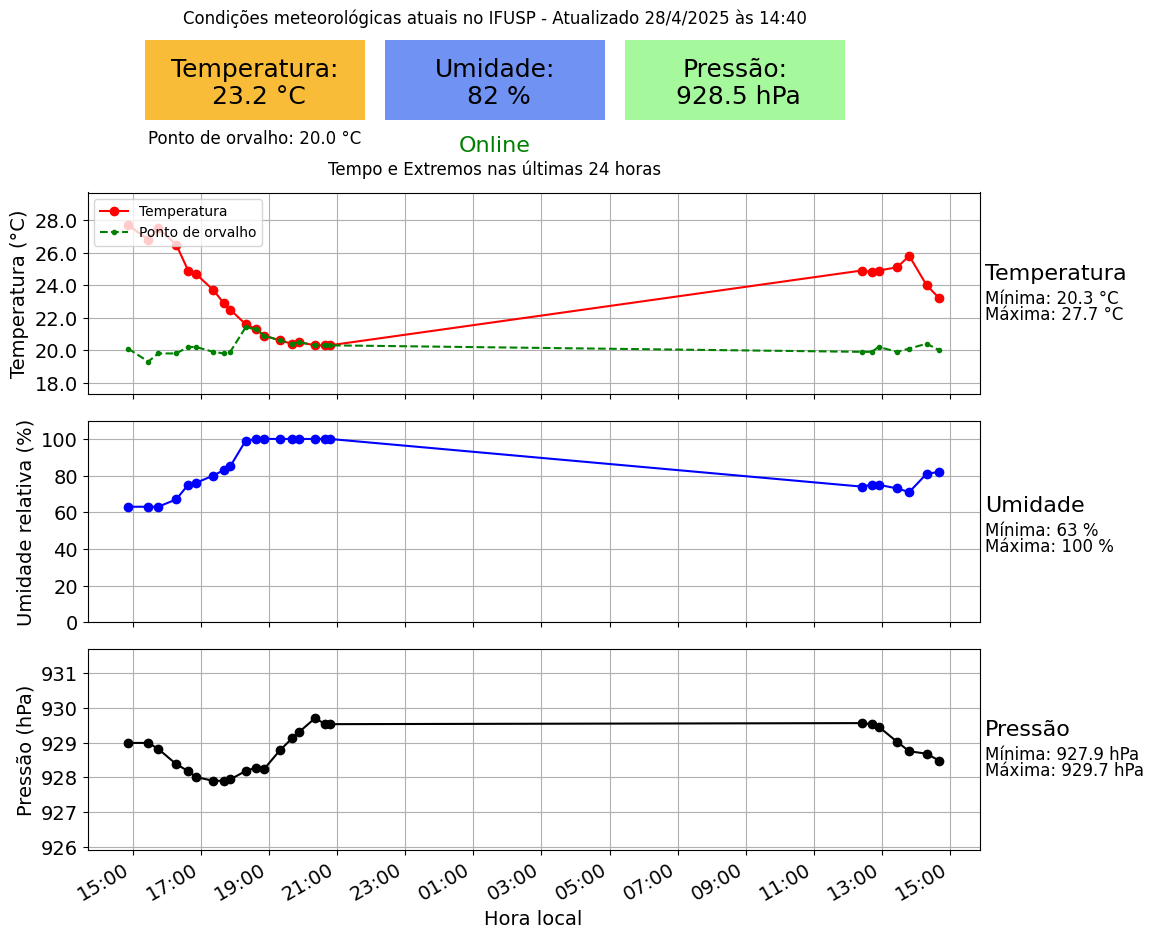 Condições meteorológicas atuais no IFUSP - Atualizado 28/4/2025 às 14:40
Temperatura:
23.2 °C
Umidade:
82 %
Pressão:
928.5 hPa
Ponto de orvalho: 20.0 °C
Online
Tempo e Extremos nas últimas 24 horas
Temperatura (°C)
28.0
26.0
24.0
22.0
20.0
18.0
Temperatura
Ponto de orvalho
Temperatura
Mínima: 20.3 °C
Máxima: 27.7 °C
Umidade relativa (%)
100
80
60
40
20
0
Umidade
Mínima: 63 %
Máxima: 100 %
Pressão (hPa)
931
930
929
928
927
926
Pressão
Mínima: 927.9 hPa
Máxima: 929.7 hPa
15:00 17:00 19:00 21:00 23:00 01:00 03:00 05:00 07:00 09:00 11:00 13:00 15:00
Hora local